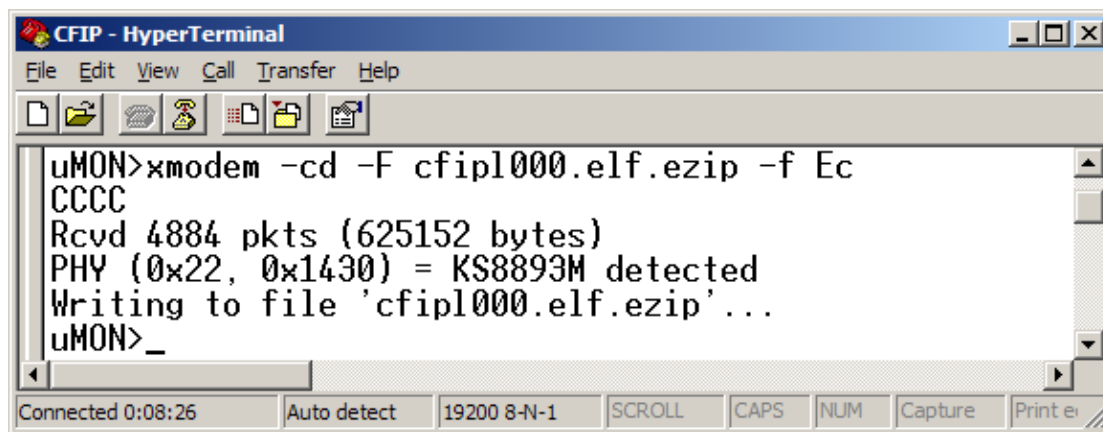 CFIP - HyperTerminal
File Edit View Call Transfer Help
uMON>xmodem -cd -F cfipl000.elf.ezip -f Ec
CCCC
Rcvd 4884 pkts (625152 bytes)
PHY (0x22, 0x1430) = KS8893M detected
Writing to file 'cfipl000.elf.ezip'...
uMON>_
Connected 0:08:26 Auto detect 19200 8-N-1 SCROLL CAPS NUM Capture Print e